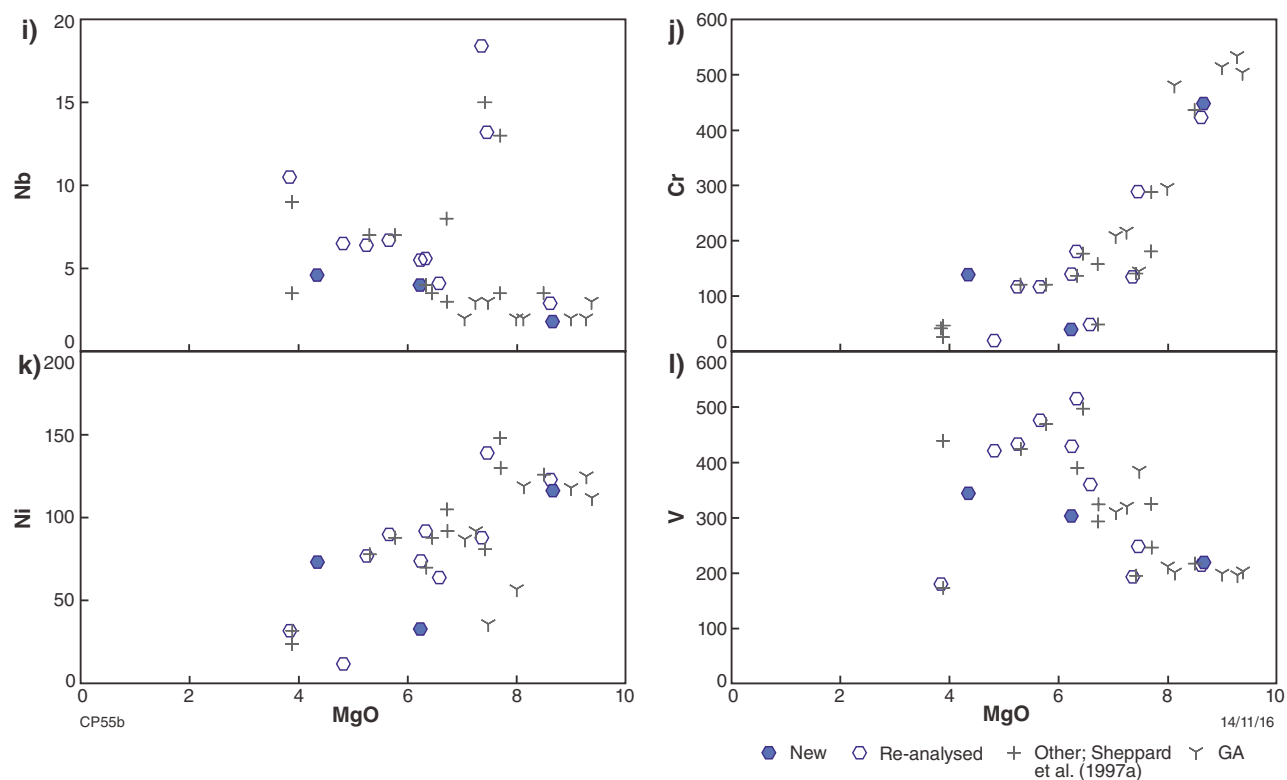 i)
20
15
10
5
0
Nb
j)
600
500
400
300
200
100
0
Cr
k)
200
150
100
50
0
Ni
0 2 4 6 8 10
MgO
CP55b
l)
600
500
400
300
200
100
0
V
0 2 4 6 8 10
MgO
14/11/16
New Re-analysed Other; Sheppard GA
et al. (1997a)